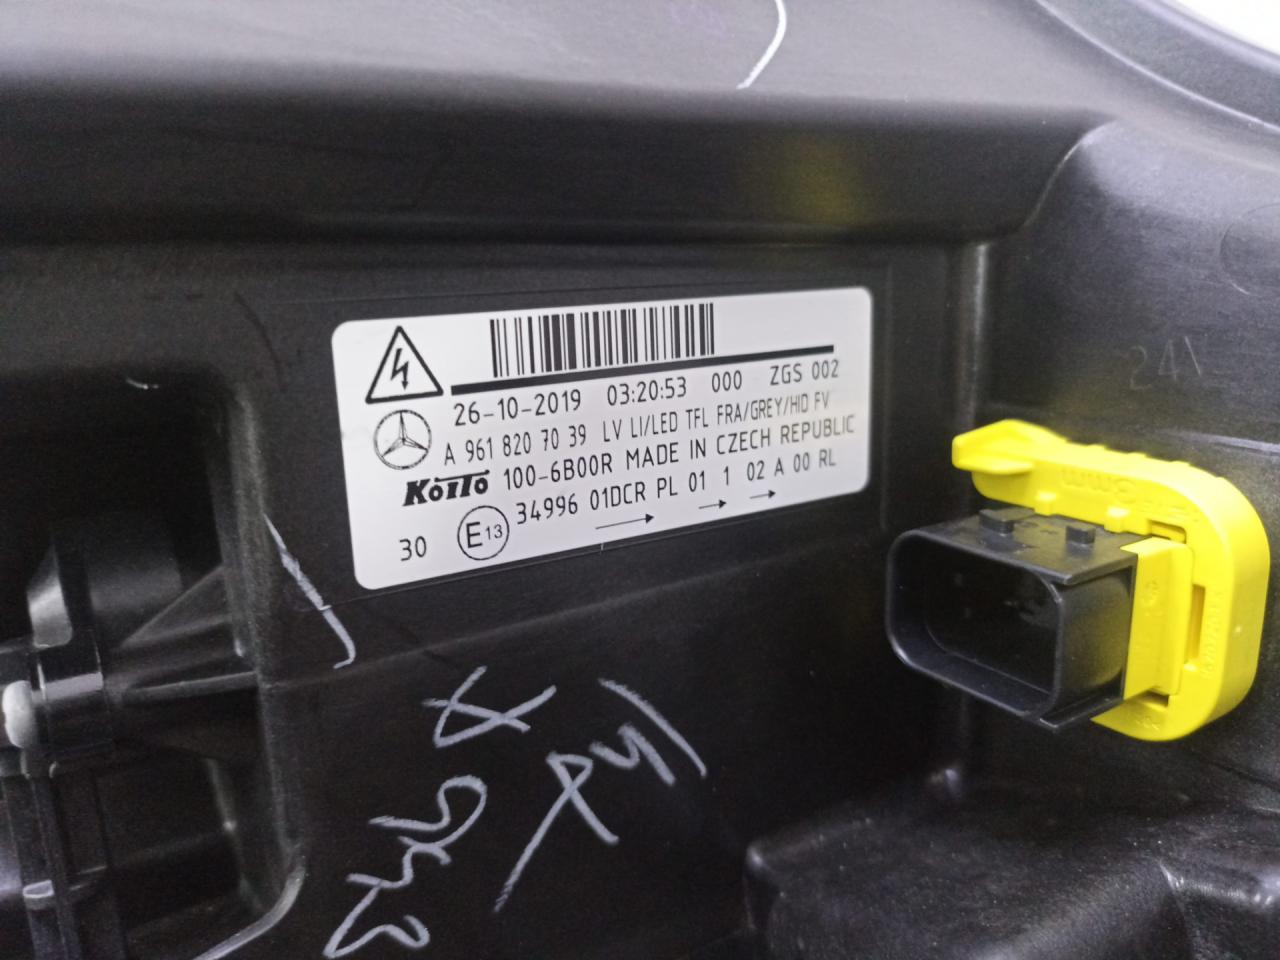 26-10-2019 03:20:53 000 ZGS 002
A 961 820 70 39 LV LI/LED TFL FRA/GREY/HID FV
KOITO 100-6B00R MADE IN CZECH REPUBLIC
34996 01DCR PL 01 1 02 A 00 RL
30 E13
24V